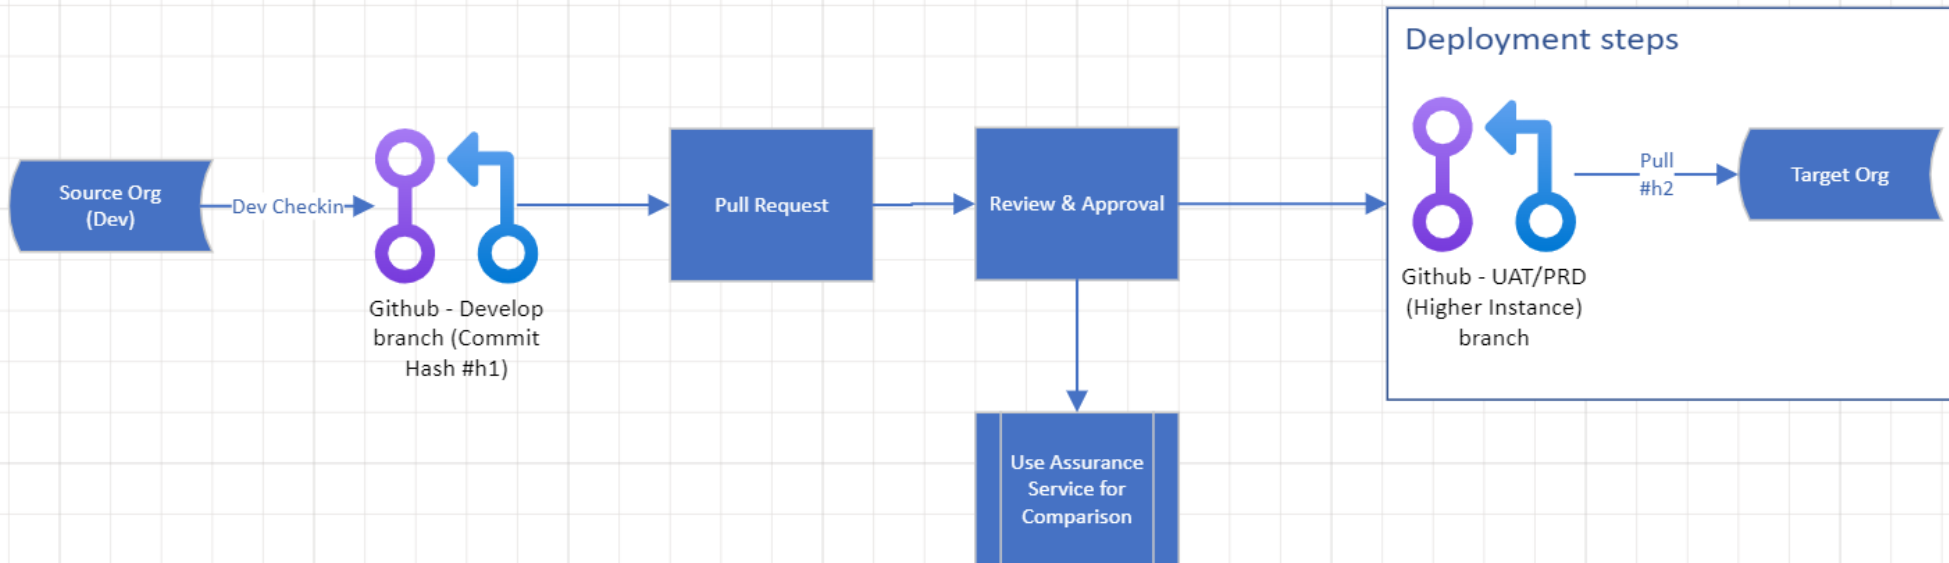 Deployment steps
Source Org
(Dev)
Dev Checkin
Github - Develop
branch (Commit
Hash #h1)
Pull Request
Review & Approval
Use Assurance
Service for
Comparison
Github - UAT/PRD
(Higher Instance)
branch
Pull
#h2
Target Org